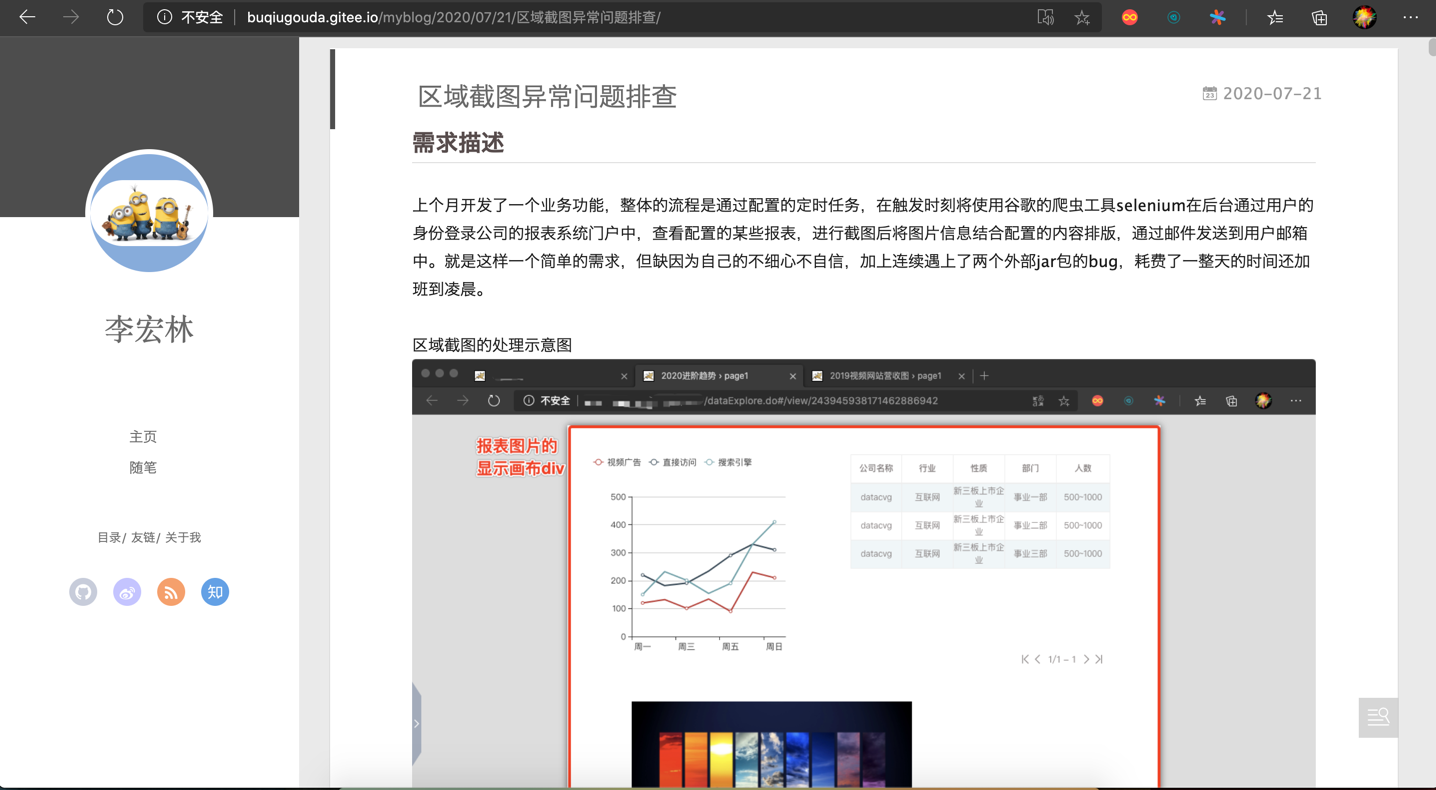 不安全
buqiugouda.gitee.io/myblog/2020/07/21/区域截图异常问题排查/
李宏林
主页
随笔
目录/ 友链/ 关于我
知
区域截图异常问题排查
2020-07-21
需求描述
上个月开发了一个业务功能，整体的流程是通过配置的定时任务，在触发时刻将使用谷歌的爬虫工具selenium在后台通过用户的
身份登录公司的报表系统门户中，查看配置的某些报表，进行截图后将图片信息结合配置的内容排版，通过邮件发送到用户邮箱
中。就是这样一个简单的需求，但缺因为自己的不细心不自信，加上连续遇上了两个外部jar包的bug，耗费了一整天的时间还加
班到凌晨。
区域截图的处理示意图
2020进阶趋势 › page1
2019视频网站营收图 › page1
不安全
/dataExplore.do#/view/243945938171462886942
报表图片的
显示画布div
视频广告 直接访问 搜索引擎
500
400
300
200
100
0
周一 周三 周五 周日
公司名称 行业 性质 部门 人数
datacvg 互联网 新三板上市企业 事业一部 500-1000
datacvg 互联网 新三板上市企业 事业二部 500-1000
datacvg 互联网 新三板上市企业 事业三部 500-1000
1/1 - 1